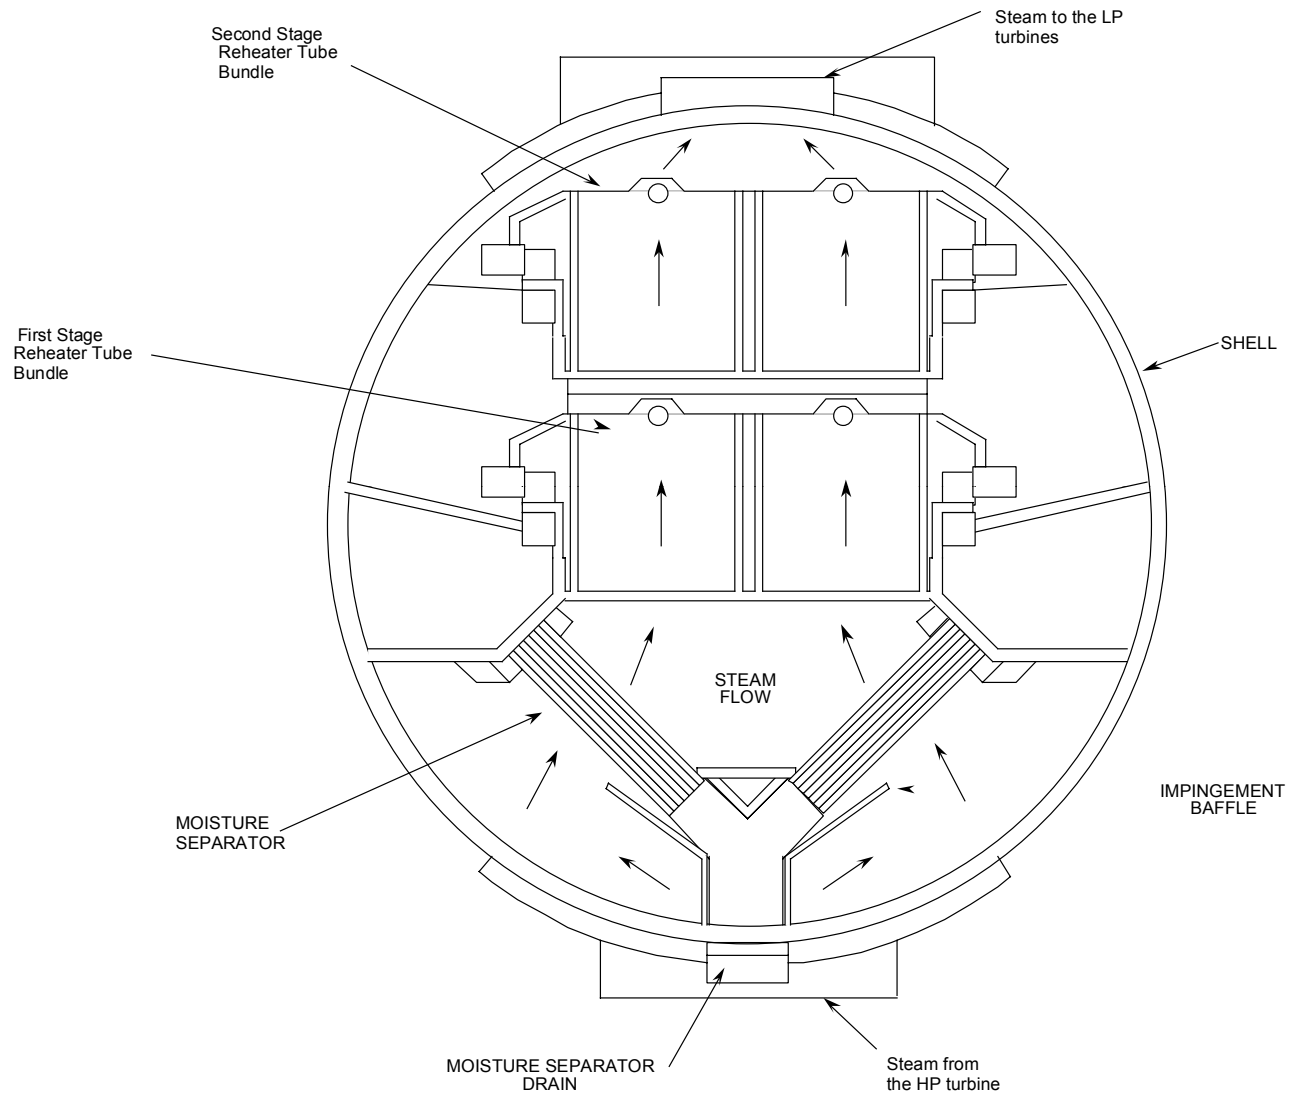 Steam to the LP
turbines
Second Stage
Reheater Tube
Bundle
First Stage
Reheater Tube
Bundle
SHELL
STEAM
FLOW
IMPINGEMENT
BAFFLE
MOISTURE
SEPARATOR
MOISTURE SEPARATOR
DRAIN
Steam from
the HP turbine